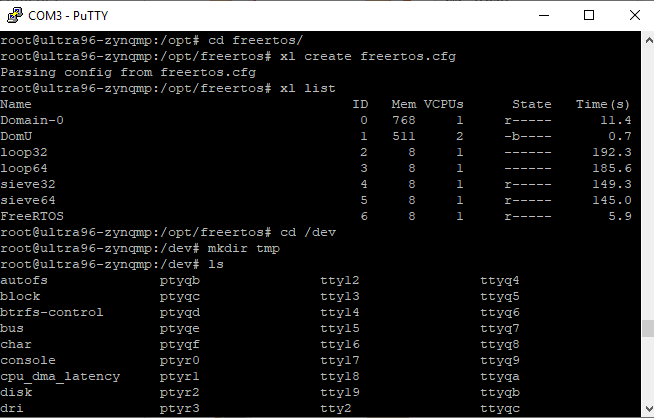 COM3 - PuTTY
root@ultra96-zynqmp:/opt# cd freertos/
root@ultra96-zynqmp:/opt/freertos# xl create freertos.cfg
Parsing config from freertos.cfg
root@ultra96-zynqmp:/opt/freertos# xl list
Name ID Mem VCPUs State Time(s)
Domain-0 0 768 1 r----- 11.4
DomU 1 511 2 -b---- 0.7
loop32 2 8 1 ------ 192.3
loop64 3 8 1 ------ 185.6
sieve32 4 8 1 r----- 149.3
sieve64 5 8 1 r----- 145.0
FreeRTOS 6 8 1 r----- 5.9
root@ultra96-zynqmp:/opt/freertos# cd /dev
root@ultra96-zynqmp:/dev# mkdir tmp
root@ultra96-zynqmp:/dev# ls
autofs ptyqb tty12 ttyq4
block ptyqc tty13 ttyq5
btrfs-control ptyqd tty14 ttyq6
bus ptyqe tty15 ttyq7
char ptyqf tty16 ttyq8
console ptyr0 tty17 ttyq9
cpu_dma_latency ptyr1 tty18 ttyqa
disk ptyr2 tty19 ttyqb
dri ptyr3 tty2 ttyqc